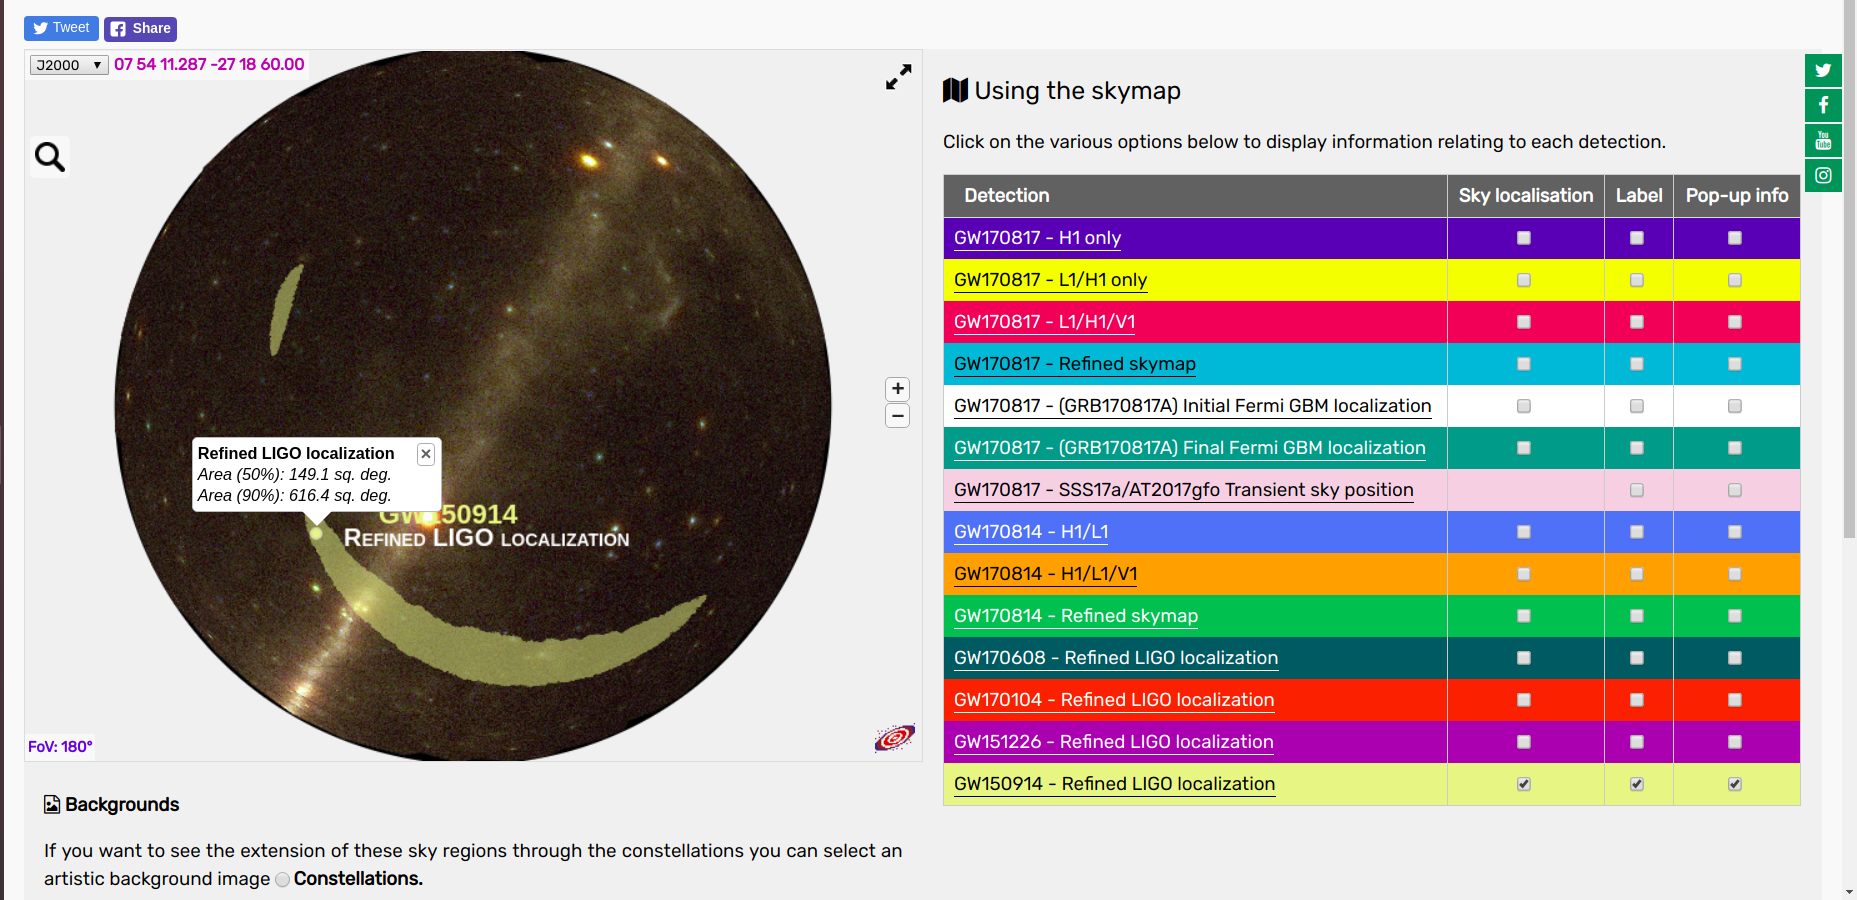 Tweet
Share
J2000 07 54 11.287 -27 18 60.00
Refined LIGO localization
Area (50%): 149.1 sq. deg.
Area (90%): 616.4 sq. deg.
GW150914
Refined LIGO localization
+
−
FoV: 180°
Backgrounds
If you want to see the extension of these sky regions through the constellations you can select an
artistic background image Constellations.
Using the skymap
Click on the various options below to display information relating to each detection.
Detection Sky localisation Label Pop-up info
GW170817 - H1 only
GW170817 - L1/H1 only
GW170817 - L1/H1/V1
GW170817 - Refined skymap
GW170817 - (GRB170817A) Initial Fermi GBM localization
GW170817 - (GRB170817A) Final Fermi GBM localization
GW170817 - SSS17a/AT2017gfo Transient sky position
GW170814 - H1/L1
GW170814 - H1/L1/V1
GW170814 - Refined skymap
GW170608 - Refined LIGO localization
GW170104 - Refined LIGO localization
GW151226 - Refined LIGO localization
GW150914 - Refined LIGO localization
You
Tube